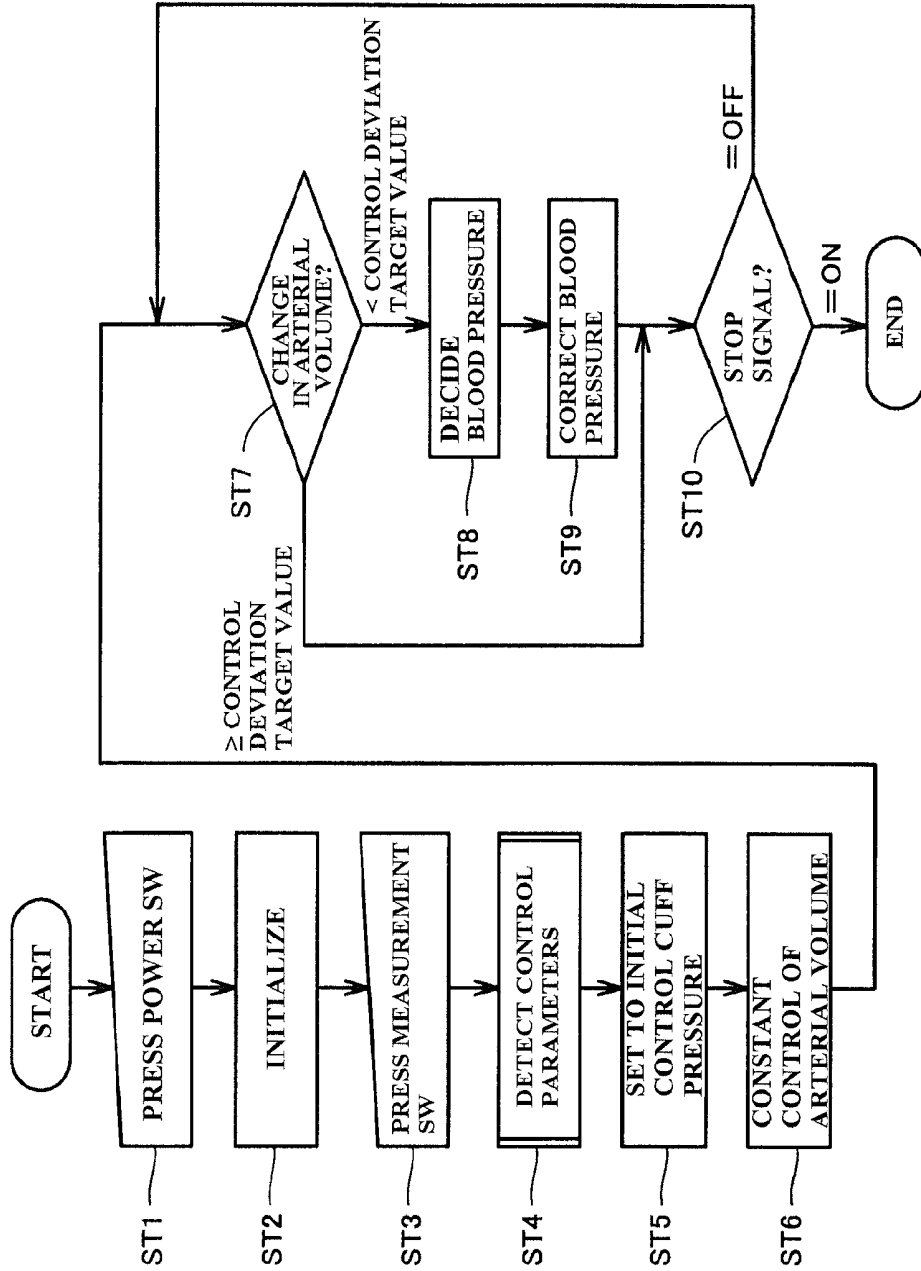 START
ST1
PRESS POWER SW
ST2
INITIALIZE
ST3
PRESS MEASUREMENT
SW
ST4
DETECT CONTROL
PARAMETERS
ST5
SET TO INITIAL
CONTROL CUFF
PRESSURE
ST6
CONSTANT
CONTROL OF
ARTERIAL VOLUME
ST7
CHANGE
IN ARTERIAL
VOLUME?
≥ CONTROL
DEVIATION
TARGET VALUE
< CONTROL DEVIATION
TARGET VALUE
ST8
DECIDE
BLOOD PRESSURE
ST9
CORRECT BLOOD
PRESSURE
ST10
STOP
SIGNAL?
=OFF
=ON
END